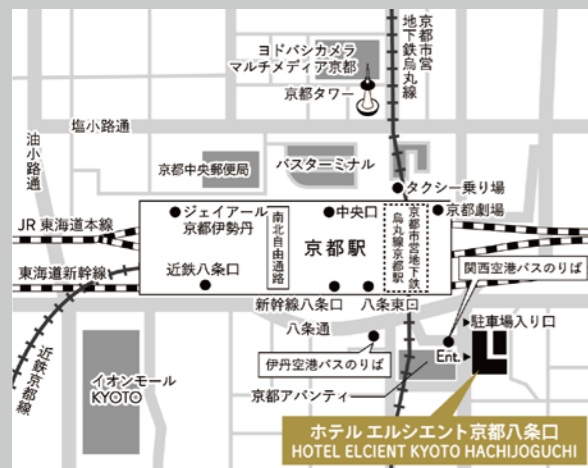 京都市営
地下鉄烏丸線
ヨドバシカメラ
マルチメディア京都
京都タワー
塩小路通
油小路通
京都中央郵便局
バスターミナル
タクシー乗り場
ジェイアール
京都伊勢丹
中央口
京都劇場
南北自由通路
京都駅
京都市営地下鉄
烏丸線京都駅
JR 東海道本線
東海道新幹線
近鉄八条口
関西空港バスのりば
新幹線八条口
八条東口
八条通
駐車場入り口
Ent.
伊丹空港バスのりば
近鉄京都線
イオンモール
KYOTO
京都アバンティ
ホテル エルシエント京都八条口
HOTEL ELCIENT KYOTO HACHIJOGUCHI